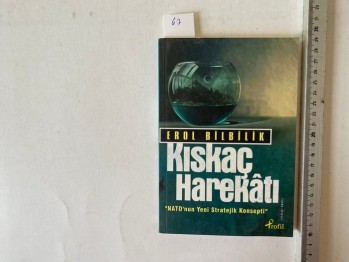 67
EROL BİLBİLİK
Kıskaç
Harekâtı
"NATO'nun Yeni Stratejik Konsepti"
Profil